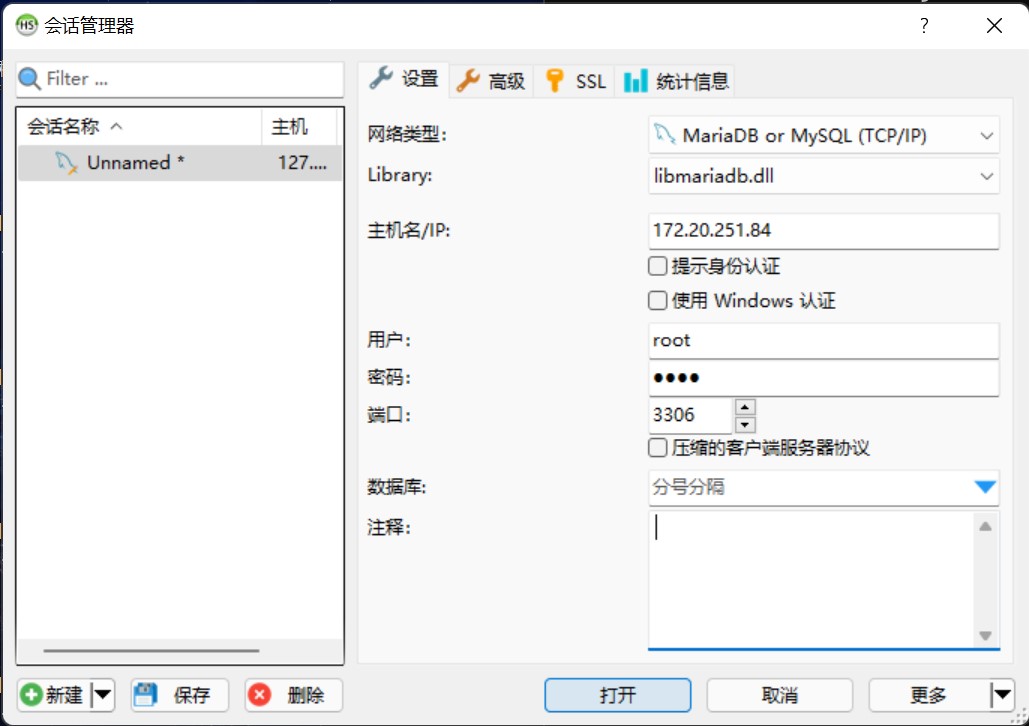 HS 会话管理器
Filter ...
会话名称 主机
Unnamed * 127....
设置 高级 SSL 统计信息
网络类型: MariaDB or MySQL (TCP/IP)
Library: libmariadb.dll
主机名/IP: 172.20.251.84
提示身份认证
使用 Windows 认证
用户: root
密码: ●●●●
端口: 3306
压缩的客户端服务器协议
数据库: 分号分隔
注释:
新建 保存 删除 打开 取消 更多